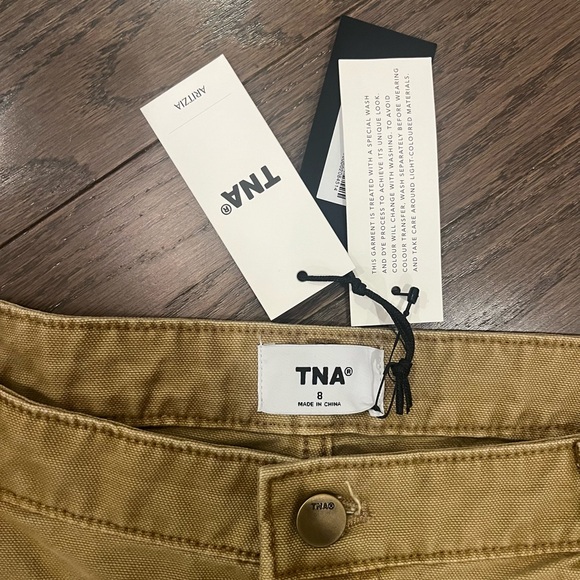 ARITZIA
TNA®
THIS GARMENT IS TREATED WITH A SPECIAL WASH
AND DYE PROCESS TO ACHIEVE ITS UNIQUE LOOK.
COLOUR WILL CHANGE WITH WASHING. TO AVOID
COLOUR TRANSFER, WASH SEPARATELY BEFORE WEARING
AND TAKE CARE AROUND LIGHT-COLOURED MATERIALS.
TNA®
8
MADE IN CHINA
TNA®